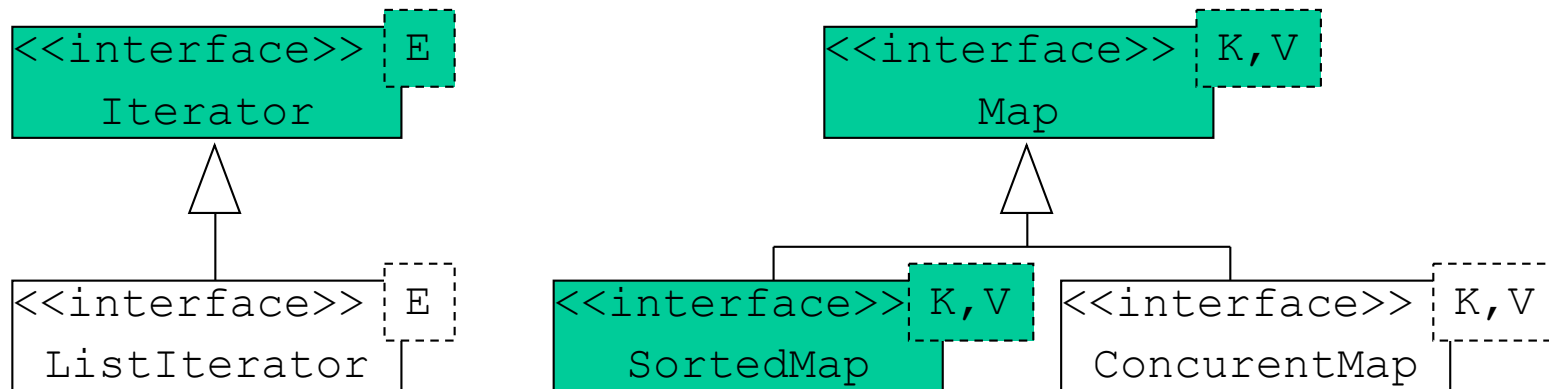 <<interface>> E
Iterator
<<interface>> K,V
Map
<<interface>> E
ListIterator
<<interface>> K,V
SortedMap
<<interface>> K,V
ConcurentMap